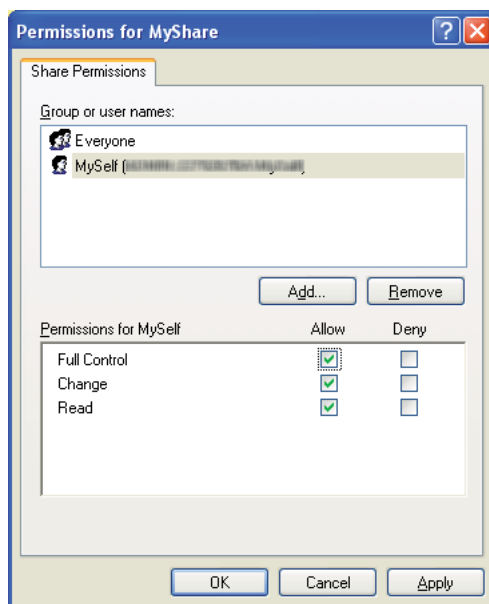 Permissions for MyShare
Share Permissions
Group or user names:
Everyone
MySelf (
Add... Remove
Permissions for MySelf Allow Deny
Full Control
Change
Read
OK Cancel Apply